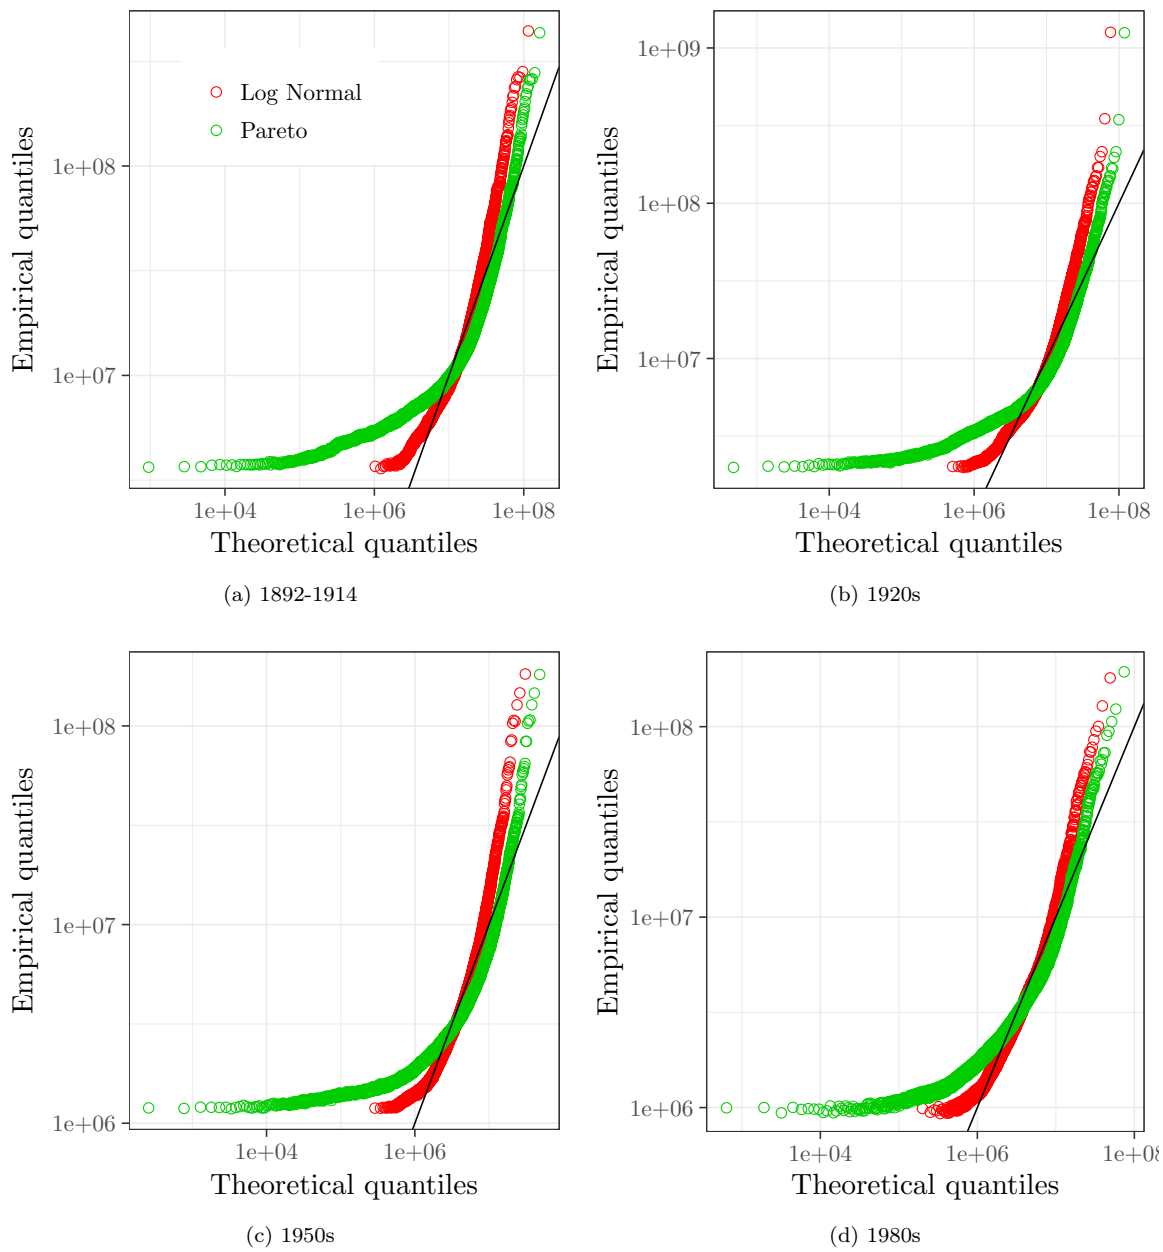 Empirical quantiles
1e+08
1e+07
Log Normal
Pareto
1e+04 1e+06 1e+08
Theoretical quantiles
(a) 1892-1914
Empirical quantiles
1e+09
1e+08
1e+07
1e+04 1e+06 1e+08
Theoretical quantiles
(b) 1920s
Empirical quantiles
1e+08
1e+07
1e+06
1e+04 1e+06
Theoretical quantiles
(c) 1950s
Empirical quantiles
1e+08
1e+07
1e+06
1e+04 1e+06 1e+08
Theoretical quantiles
(d) 1980s